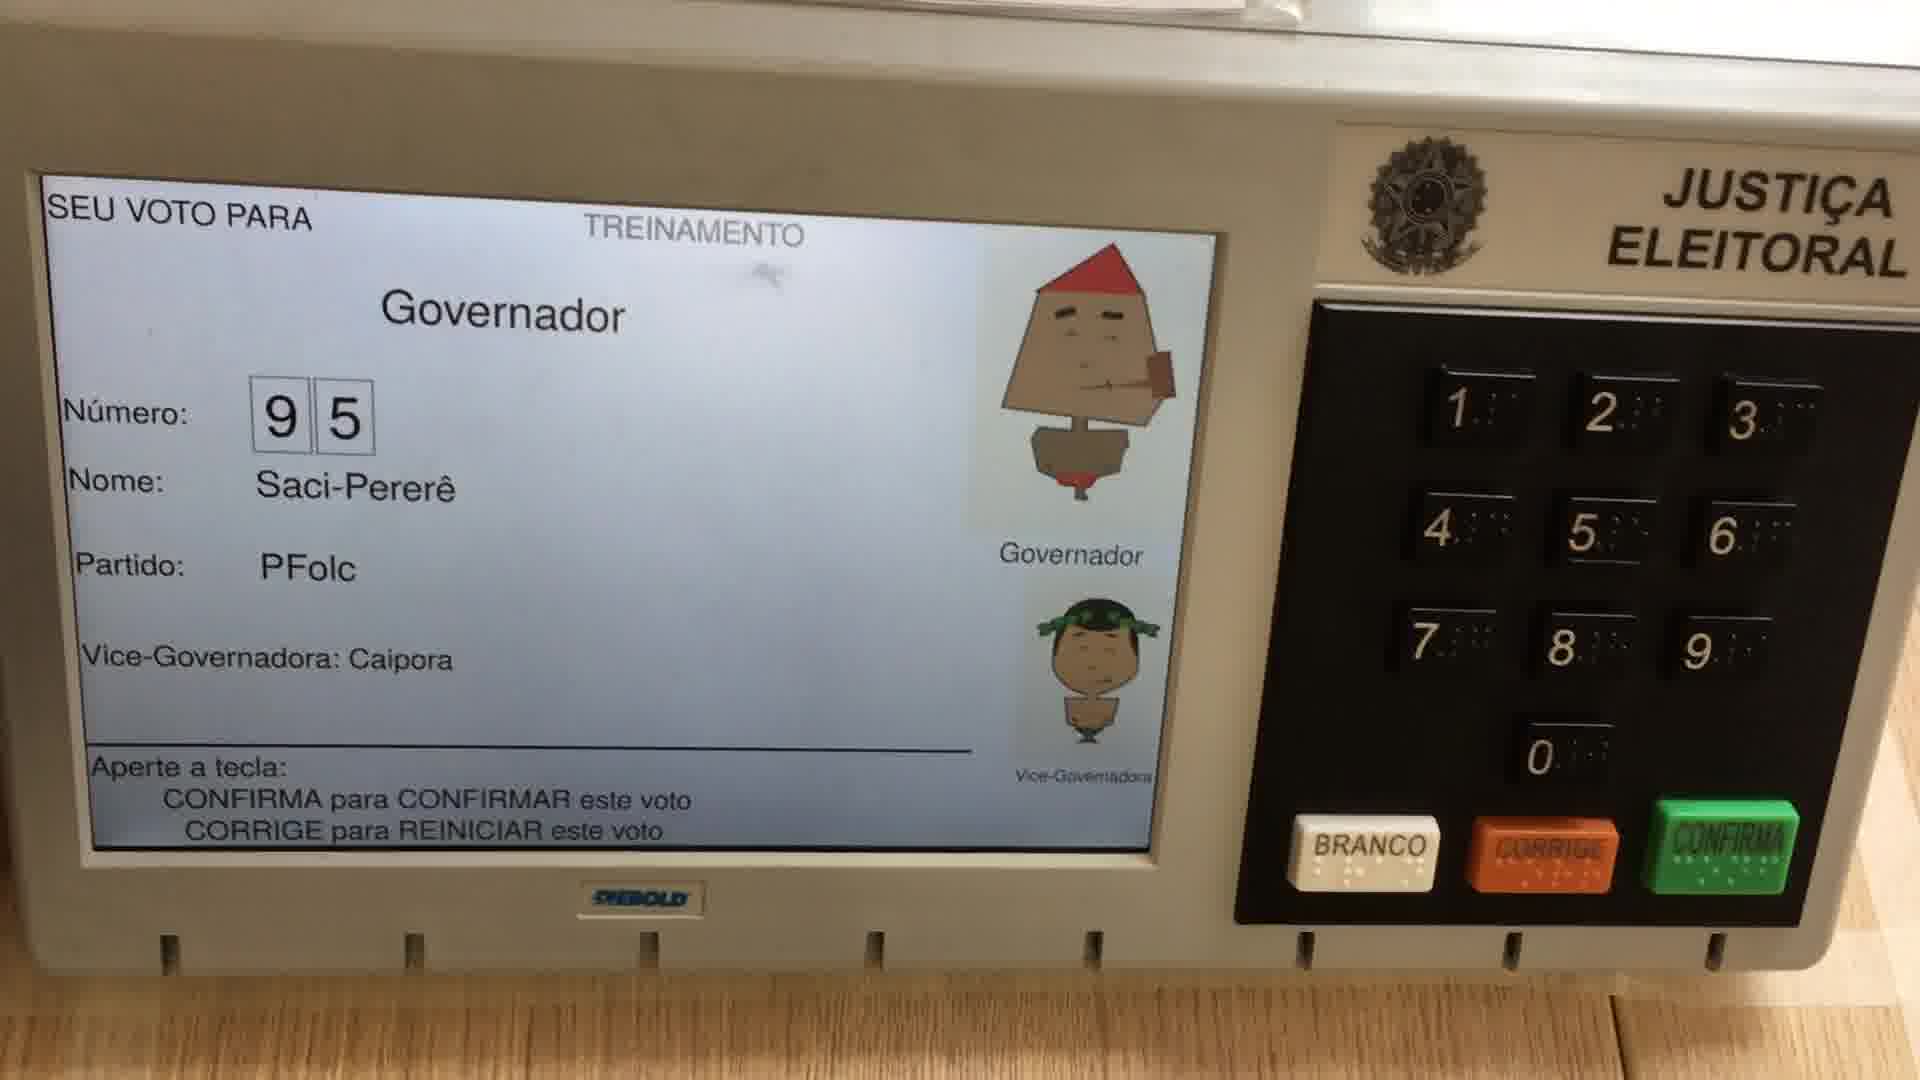 SEU VOTO PARA
TREINAMENTO
Governador
Número: 9 5
Nome: Saci-Pererê
Partido: PFolc
Vice-Governadora: Caipora
Aperte a tecla:
CONFIRMA para CONFIRMAR este voto
CORRIGE para REINICIAR este voto
Governador
Vice-Governadora
DIEBOLD
JUSTIÇA
ELEITORAL
1 2 3
4 5 6
7 8 9
0
BRANCO CORRIGE CONFIRMA